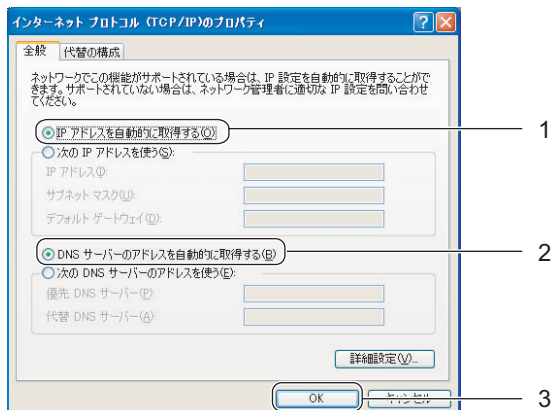 インターネット プロトコル (TCP/IP)のプロパティ
全般
代替の構成
ネットワークでこの機能がサポートされている場合は、IP 設定を自動的に取得することがで
きます。サポートされていない場合は、ネットワーク管理者に適切な IP 設定を問い合わせ
てください。
IP アドレスを自動的に取得する(O)
1
次の IP アドレスを使う(S):
IP アドレス(I):
サブネット マスク(U):
デフォルト ゲートウェイ(D):
DNS サーバーのアドレスを自動的に取得する(B)
2
次の DNS サーバーのアドレスを使う(E):
優先 DNS サーバー(P):
代替 DNS サーバー(A):
詳細設定(V)...
OK
キャンセル
3